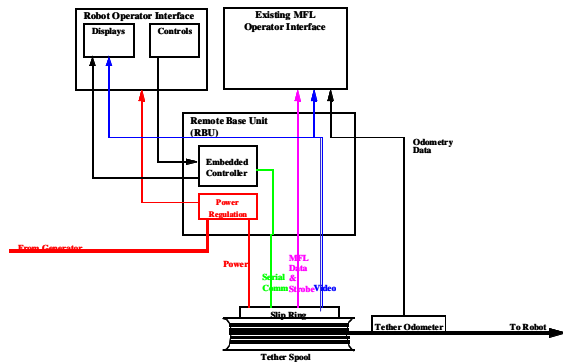 Robot Operator Interface
Displays
Controls
Existing MFL
Operator Interface
Remote Base Unit
(RBU)
Embedded
Controller
Power
Regulation
Odometry
Data
From Generator
Power
Serial
Comm
MFL
Data
&
Strobe
Video
Slip Ring
Tether Odometer
To Robot
Tether Spool